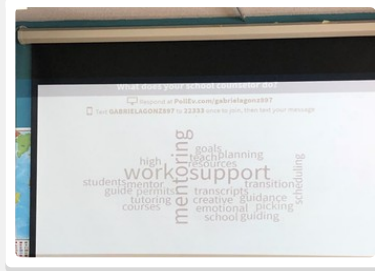 What does your school counselor do?
Respond at PollEv.com/gabrielagonz997
Text GABRIELAGONZ997 to 22333 once to join, then text your message
goals
teach planning
high resources
work support
mentoring
scheduling
students mentor transition
guide permits transcripts
tutoring creative guidance
courses emotional picking
school guiding